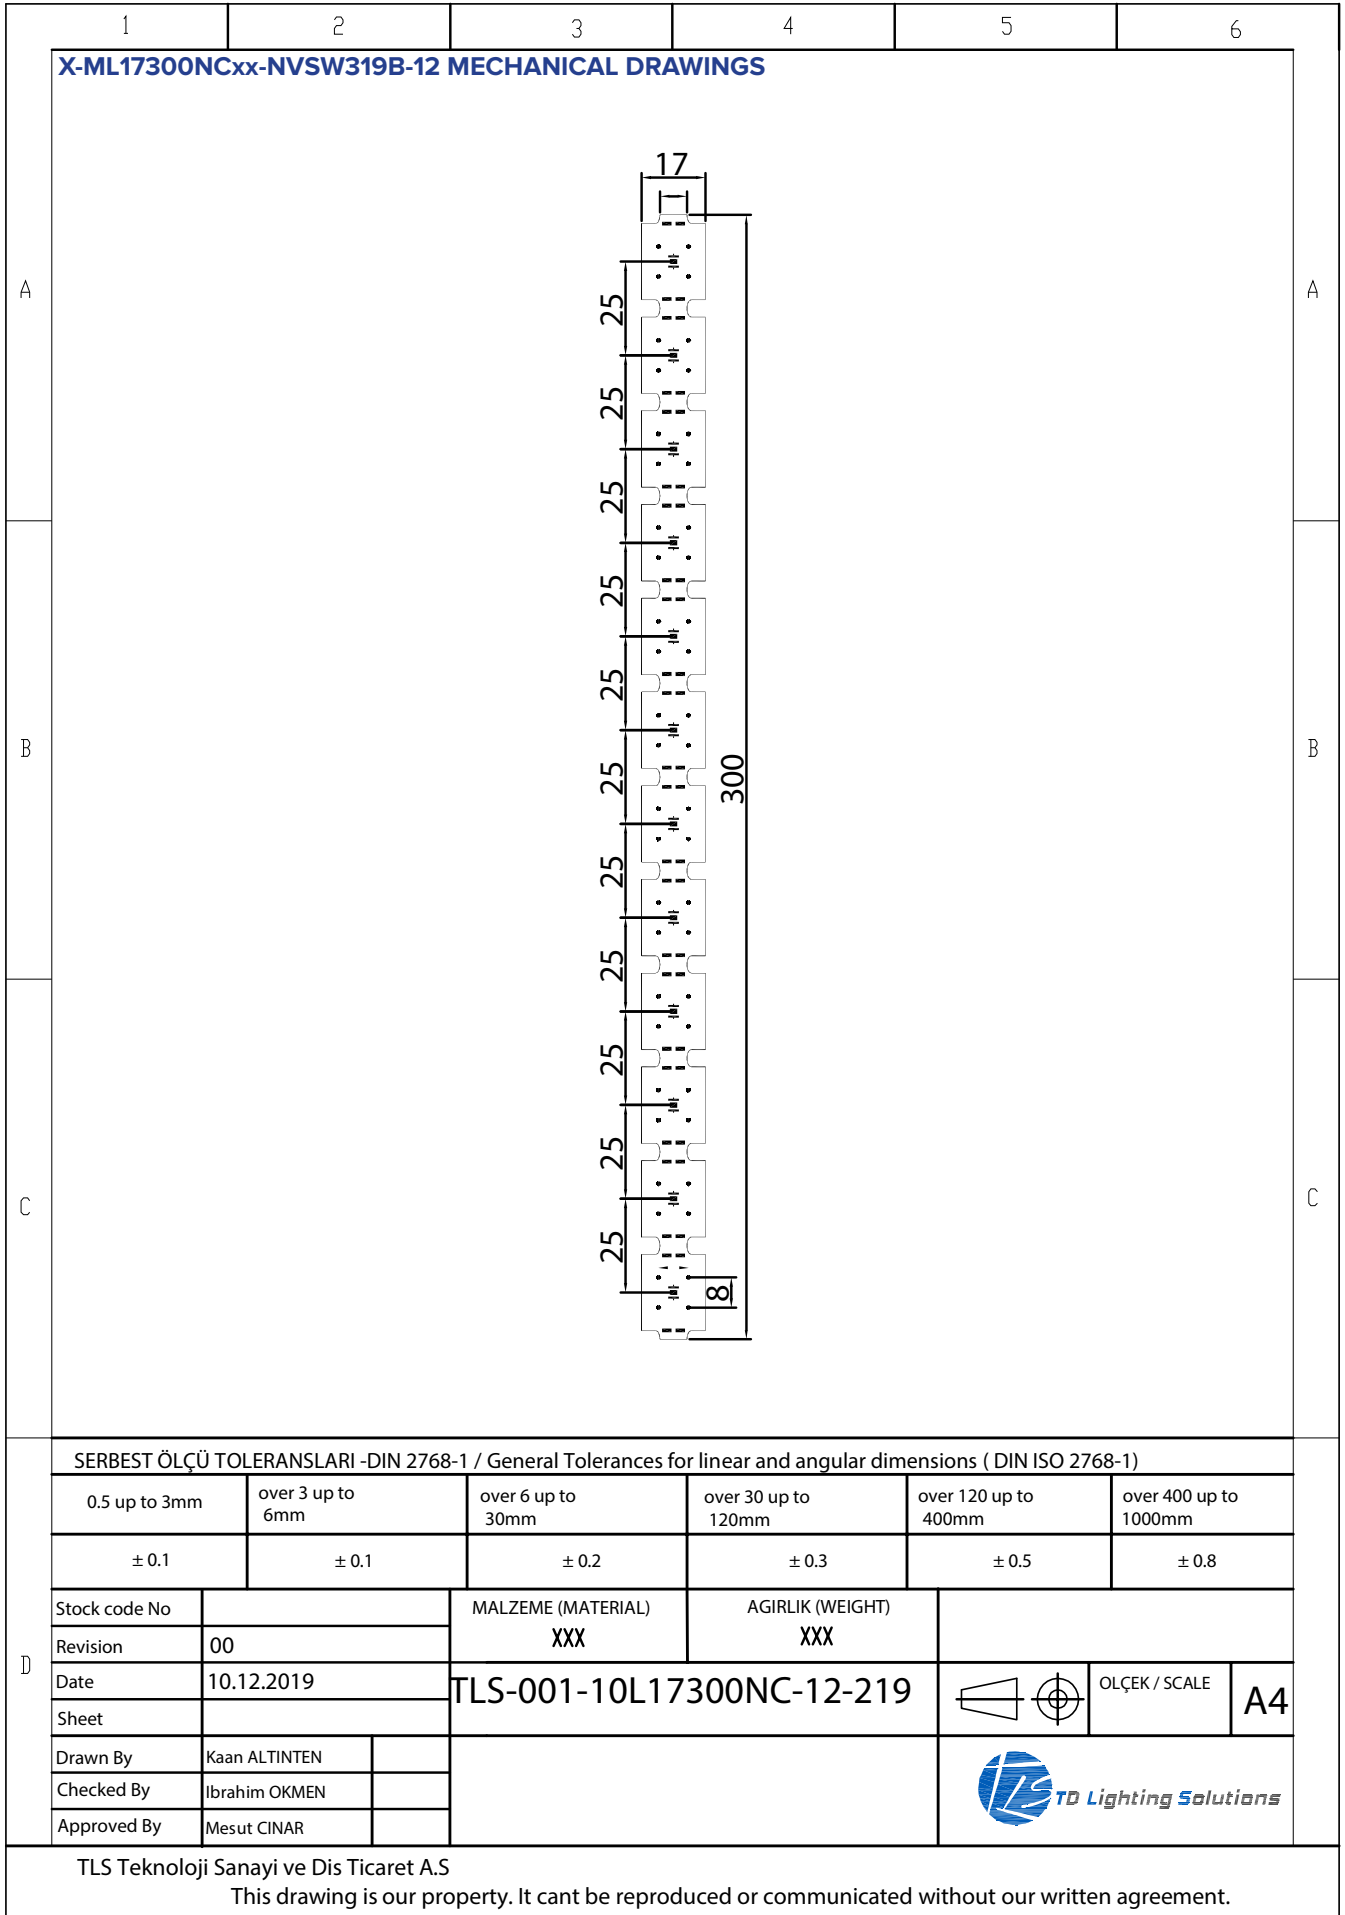 1 2 3 4 5 6
X-ML17300NCxx-NVSW319B-12 MECHANICAL DRAWINGS
17
A A
25
25
25
25
B B
25
25
300
25
25
25
C C
25
25
8
SERBEST ÖLÇÜ TOLERANSLARI -DIN 2768-1 / General Tolerances for linear and angular dimensions ( DIN ISO 2768-1)
0.5 up to 3mm over 3 up to 6mm over 6 up to 30mm over 30 up to 120mm over 120 up to 400mm over 400 up to 1000mm
± 0.1 ± 0.1 ± 0.2 ± 0.3 ± 0.5 ± 0.8
Stock code No MALZEME (MATERIAL) AGIRLIK (WEIGHT)
Revision 00 XXX XXX
D
Date 10.12.2019 TLS-001-10L17300NC-12-219 OLÇEK / SCALE A4
Sheet
Drawn By Kaan ALTINTEN
Checked By Ibrahim OKMEN
TLS TD Lighting Solutions
Approved By Mesut CINAR
TLS Teknoloji Sanayi ve Dis Ticaret A.S
This drawing is our property. It cant be reproduced or communicated without our written agreement.